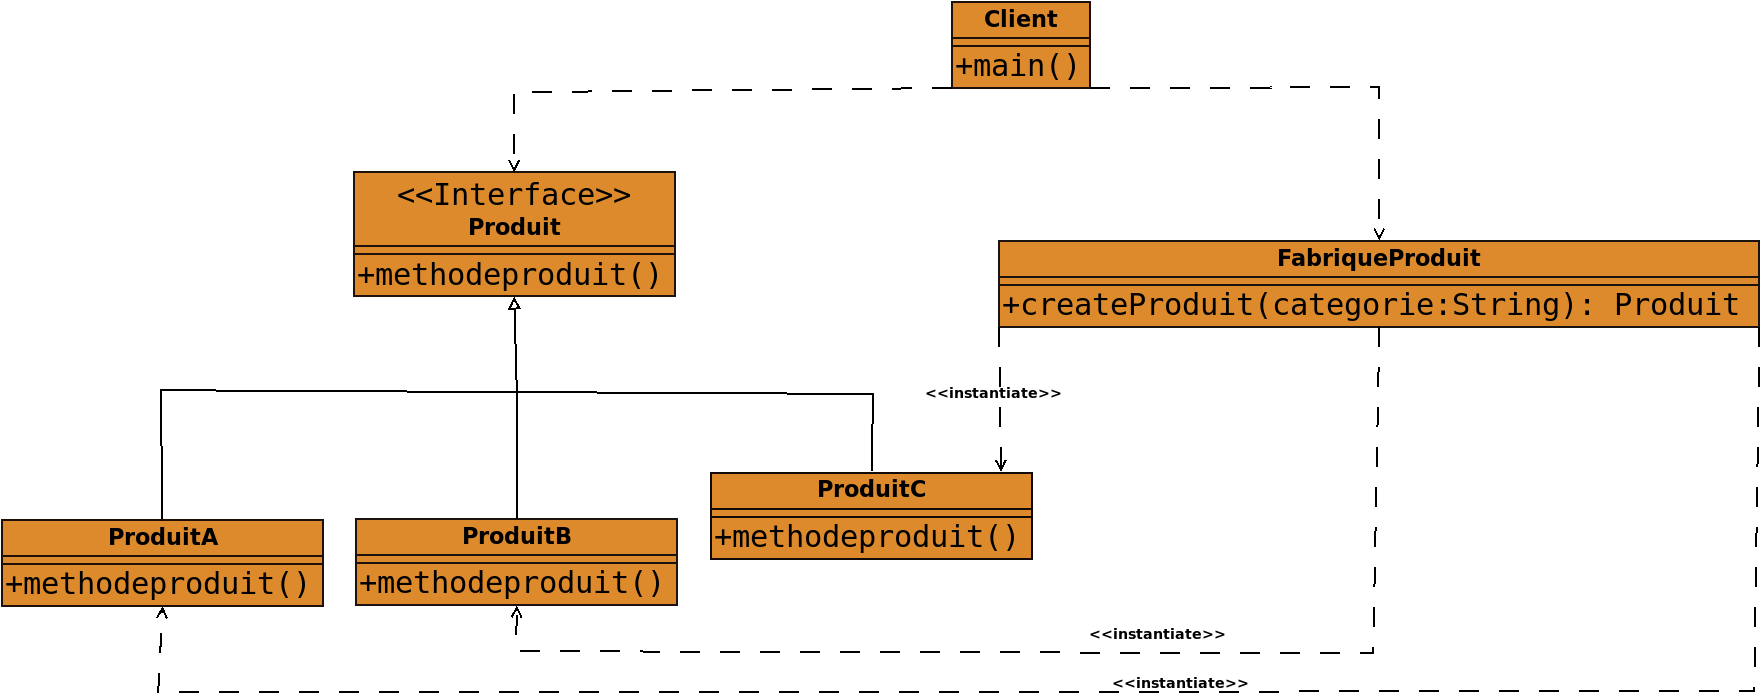 Client
+main()
<<Interface>>
Produit
+methodeproduit()
FabriqueProduit
+createProduit(categorie:String): Produit
<<instantiate>>
ProduitC
+methodeproduit()
ProduitA
+methodeproduit()
ProduitB
+methodeproduit()
<<instantiate>>
<<instantiate>>